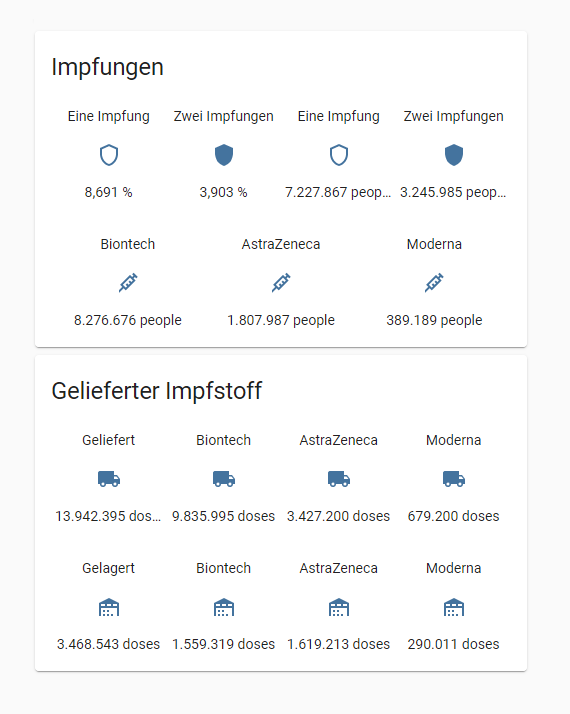 Impfungen
Eine Impfung Zwei Impfungen Eine Impfung Zwei Impfungen
8,691 % 3,903 % 7.227.867 peop… 3.245.985 peop…
Biontech AstraZeneca Moderna
8.276.676 people 1.807.987 people 389.189 people
Gelieferter Impfstoff
Geliefert Biontech AstraZeneca Moderna
13.942.395 dos… 9.835.995 doses 3.427.200 doses 679.200 doses
Gelagert Biontech AstraZeneca Moderna
3.468.543 doses 1.559.319 doses 1.619.213 doses 290.011 doses